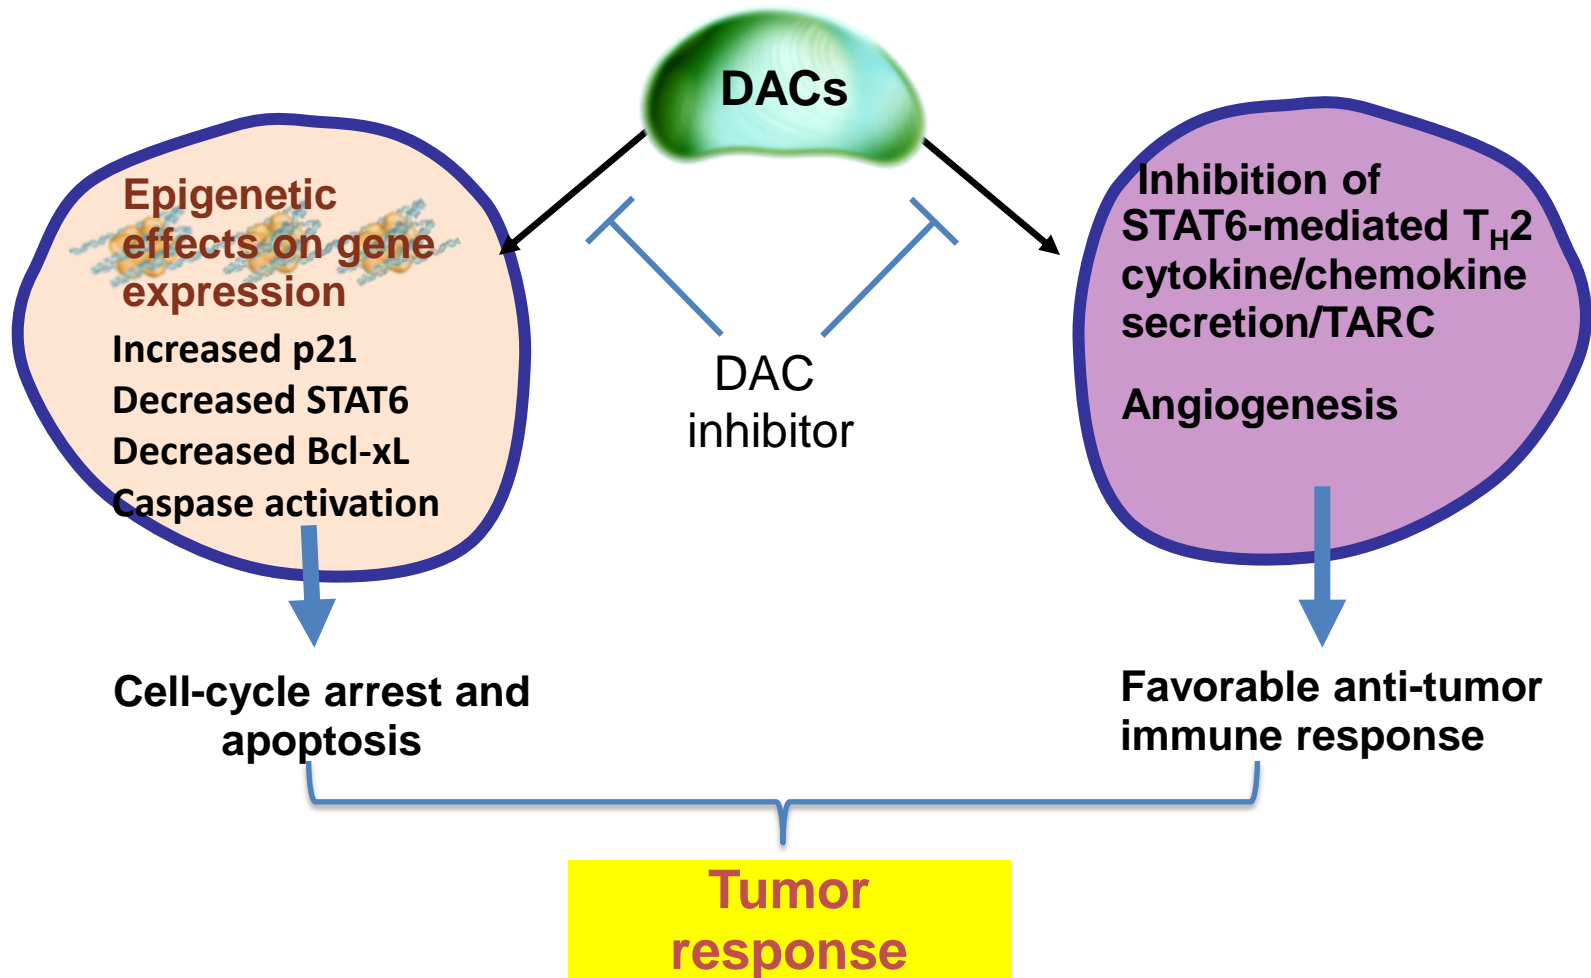 DACs
Epigenetic
effects on gene
expression
Increased p21
Decreased STAT6
Decreased Bcl-xL
Caspase activation
DAC
inhibitor
Inhibition of
STAT6-mediated TH2
cytokine/chemokine
secretion/TARC
Angiogenesis
Cell-cycle arrest and
apoptosis
Favorable anti-tumor
immune response
Tumor
response